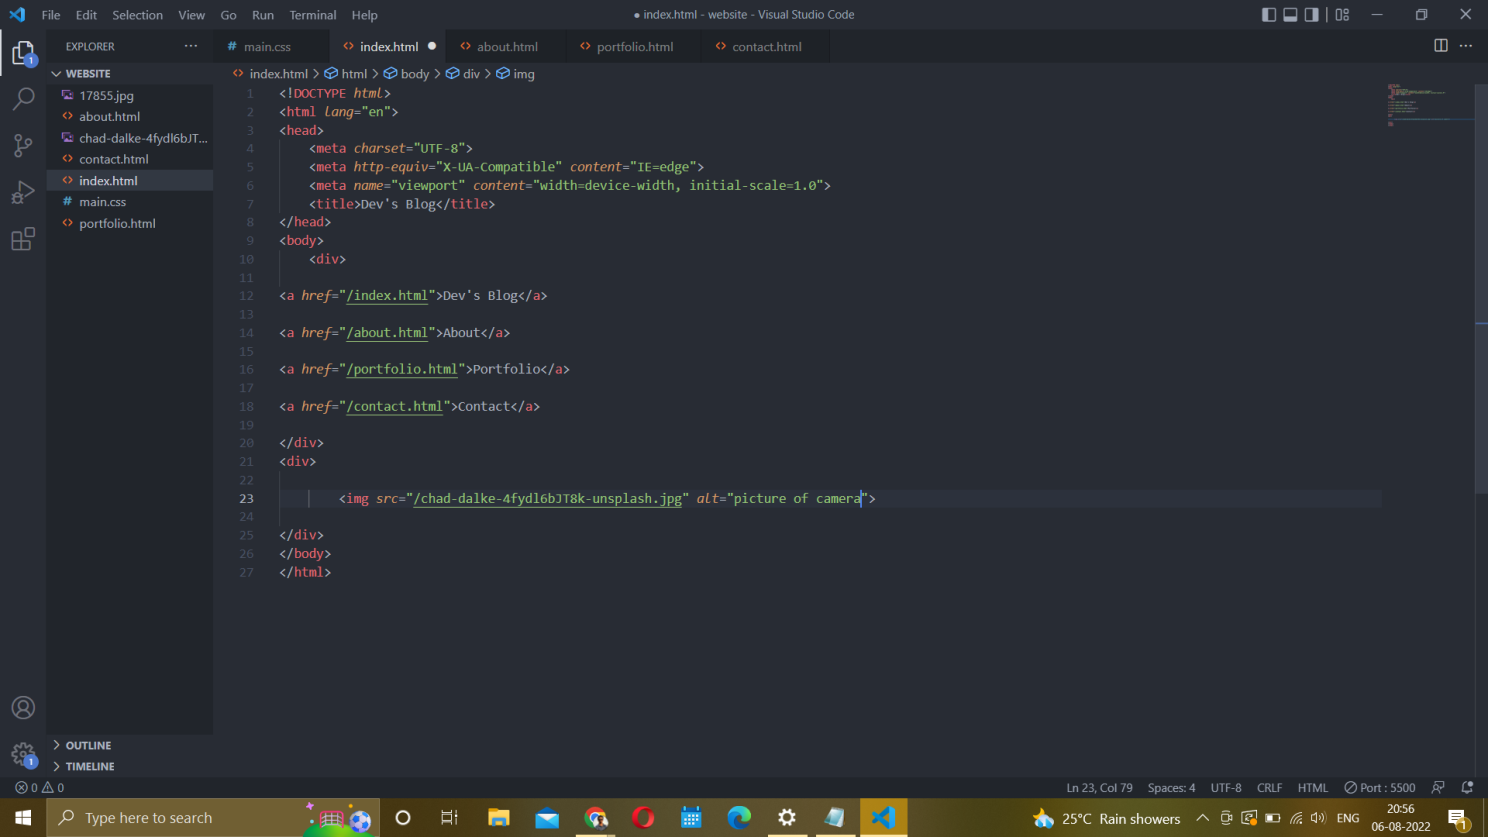 File Edit Selection View Go Run Terminal Help
● index.html - website - Visual Studio Code
EXPLORER ···
# main.css
<> index.html ●
<> about.html
<> portfolio.html
<> contact.html
WEBSITE
17855.jpg
<> about.html
chad-dalke-4fydl6bJT...
<> contact.html
<> index.html
# main.css
<> portfolio.html
OUTLINE
TIMELINE
<> index.html > html > body > div > img
1 <!DOCTYPE html>
2 <html lang="en">
3 <head>
4 <meta charset="UTF-8">
5 <meta http-equiv="X-UA-Compatible" content="IE=edge">
6 <meta name="viewport" content="width=device-width, initial-scale=1.0">
7 <title>Dev's Blog</title>
8 </head>
9 <body>
10 <div>
11
12 <a href="/index.html">Dev's Blog</a>
13
14 <a href="/about.html">About</a>
15
16 <a href="/portfolio.html">Portfolio</a>
17
18 <a href="/contact.html">Contact</a>
19
20 </div>
21 <div>
22
23 <img src="/chad-dalke-4fydl6bJT8k-unsplash.jpg" alt="picture of camera">
24
25 </div>
26 </body>
27 </html>
1
1
0 0
Ln 23, Col 79 Spaces: 4 UTF-8 CRLF HTML Port : 5500
Type here to search
25°C Rain showers
ENG
20:56
06-08-2022
1